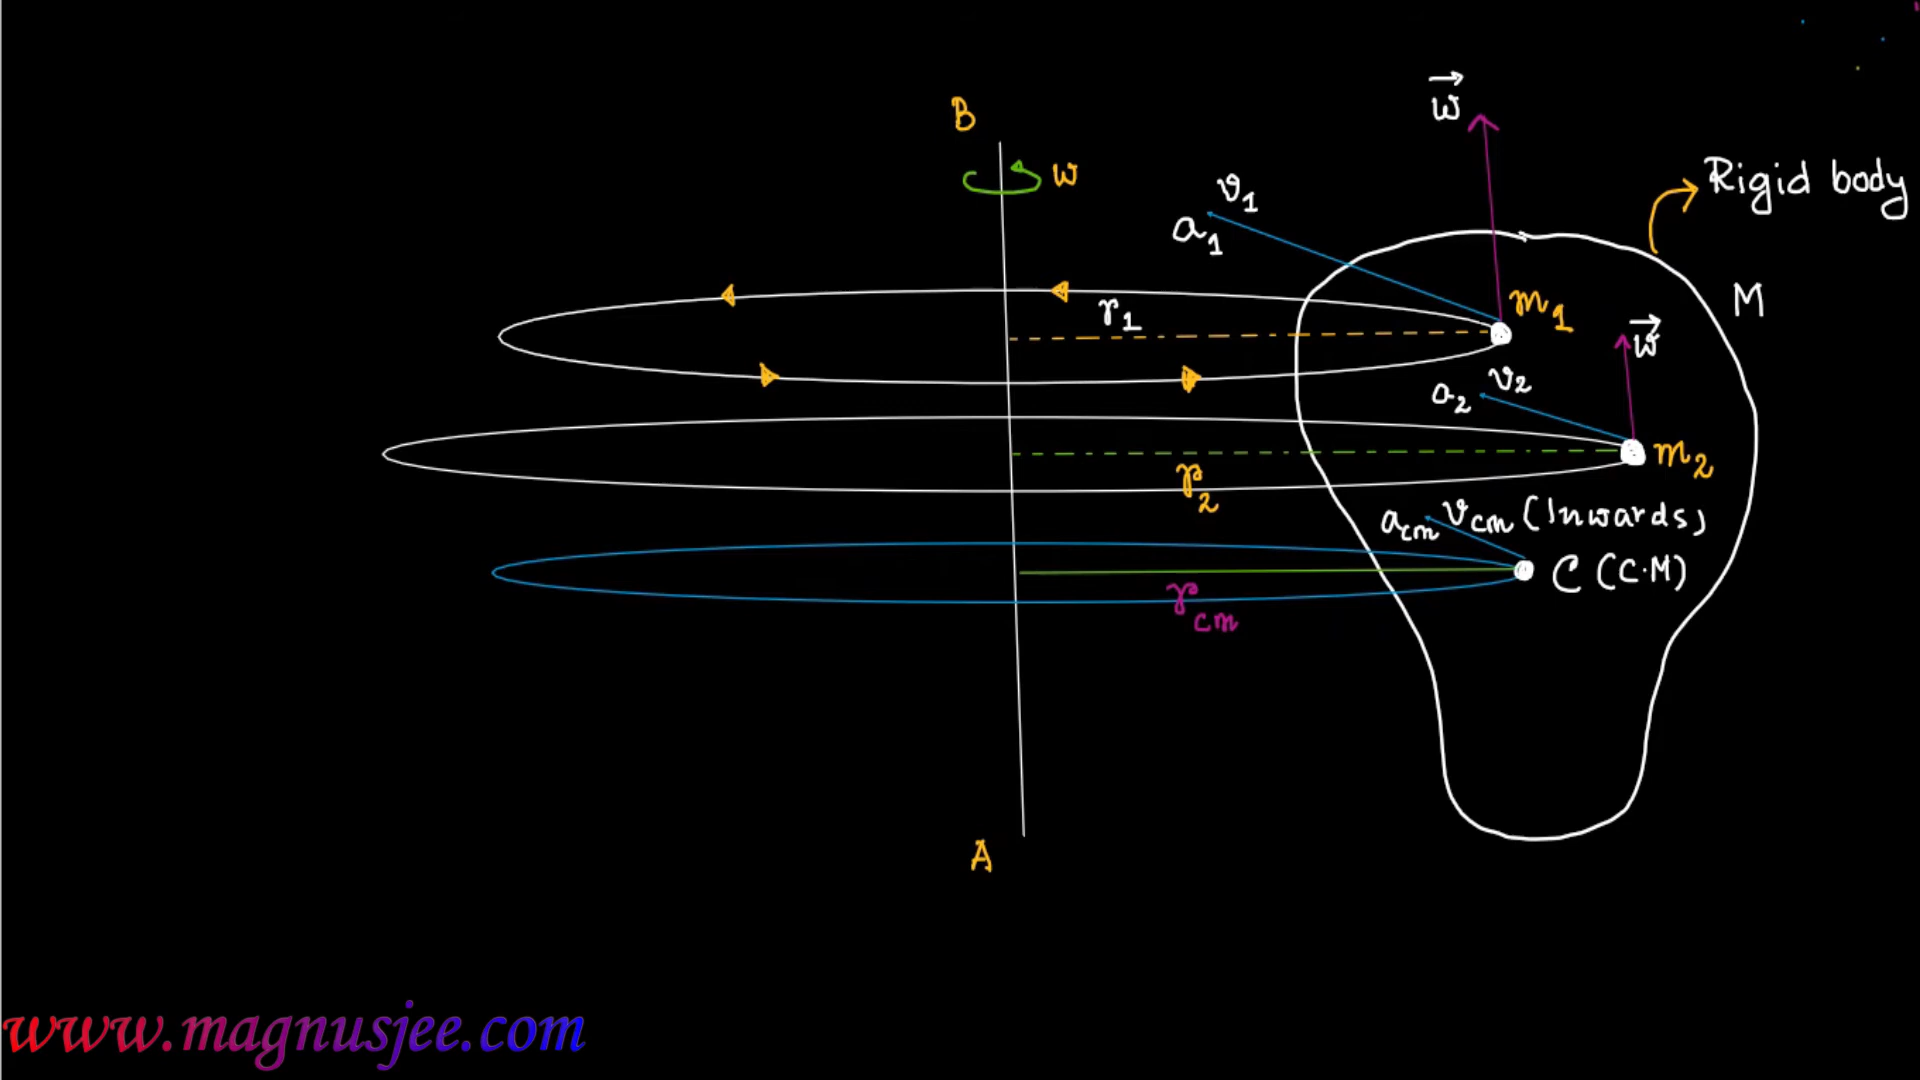 B
w
w
Rigid body
v1
a1
M
r1
m1
w
v2
a2
r2
m2
acm vcm (Inwards)
C (C.M)
rcm
A
www.magnusjee.com